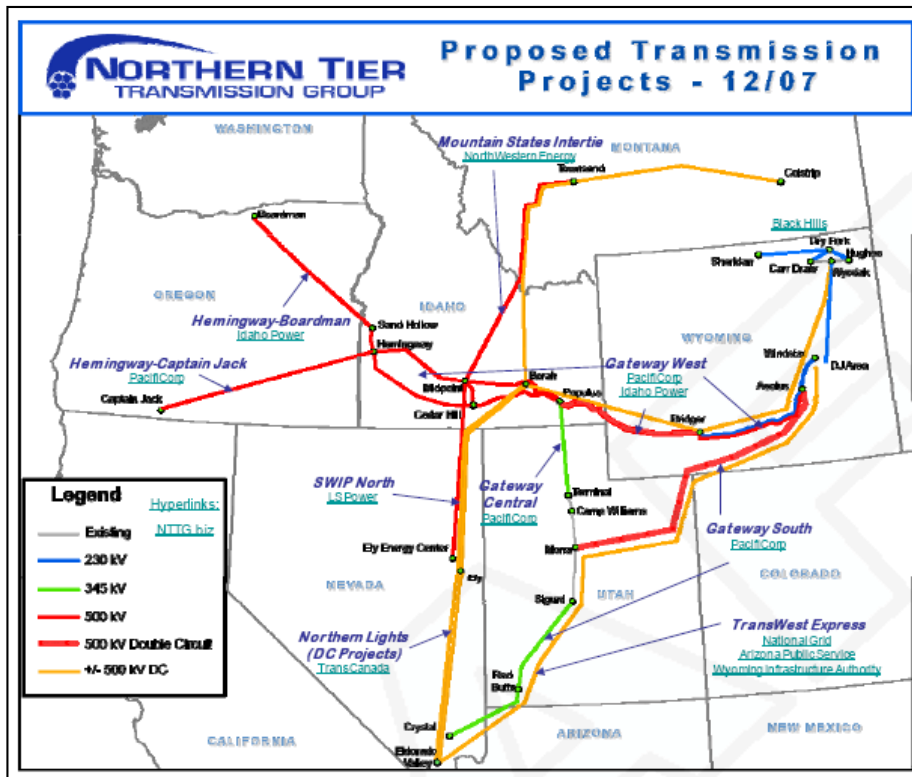 NORTHERN TIER
TRANSMISSION GROUP
Proposed Transmission
Projects - 12/07
WASHINGTON
Mountain States Intertie
NorthWestern Energy
MONTANA
Townsend
Colstrip
Boardman
Black Hills
Dry Fork
Hughes
Sheridan
Carr Draw
Wyodak
OREGON
IDAHO
Hemingway-Boardman
Idaho Power
Sand Hollow
Hemingway
WYOMING
Hemingway-Captain Jack
PacifiCorp
Gateway West
PacifiCorp
Idaho Power
Windstar
DJ Area
Captain Jack
Midpoint
Borah
Populus
Aeolus
Cedar Hill
Bridger
SWIP North
LS Power
Gateway
Central
PacifiCorp
Terminal
Camp Williams
Gateway South
PacifiCorp
Legend
Hyperlinks:
NTTG.biz
Existing
230 kV
345 kV
500 kV
500 kV Double Circuit
+/- 500 kV DC
Ely Energy Center
Ely
Mona
NEVADA
COLORADO
Sigurd
UTAH
Northern Lights
(DC Projects)
TransCanada
TransWest Express
National Grid
Arizona Public Service
Wyoming Infrastructure Authority
Red
Butte
Crystal
Eldorado
Valley
CALIFORNIA
ARIZONA
NEW MEXICO